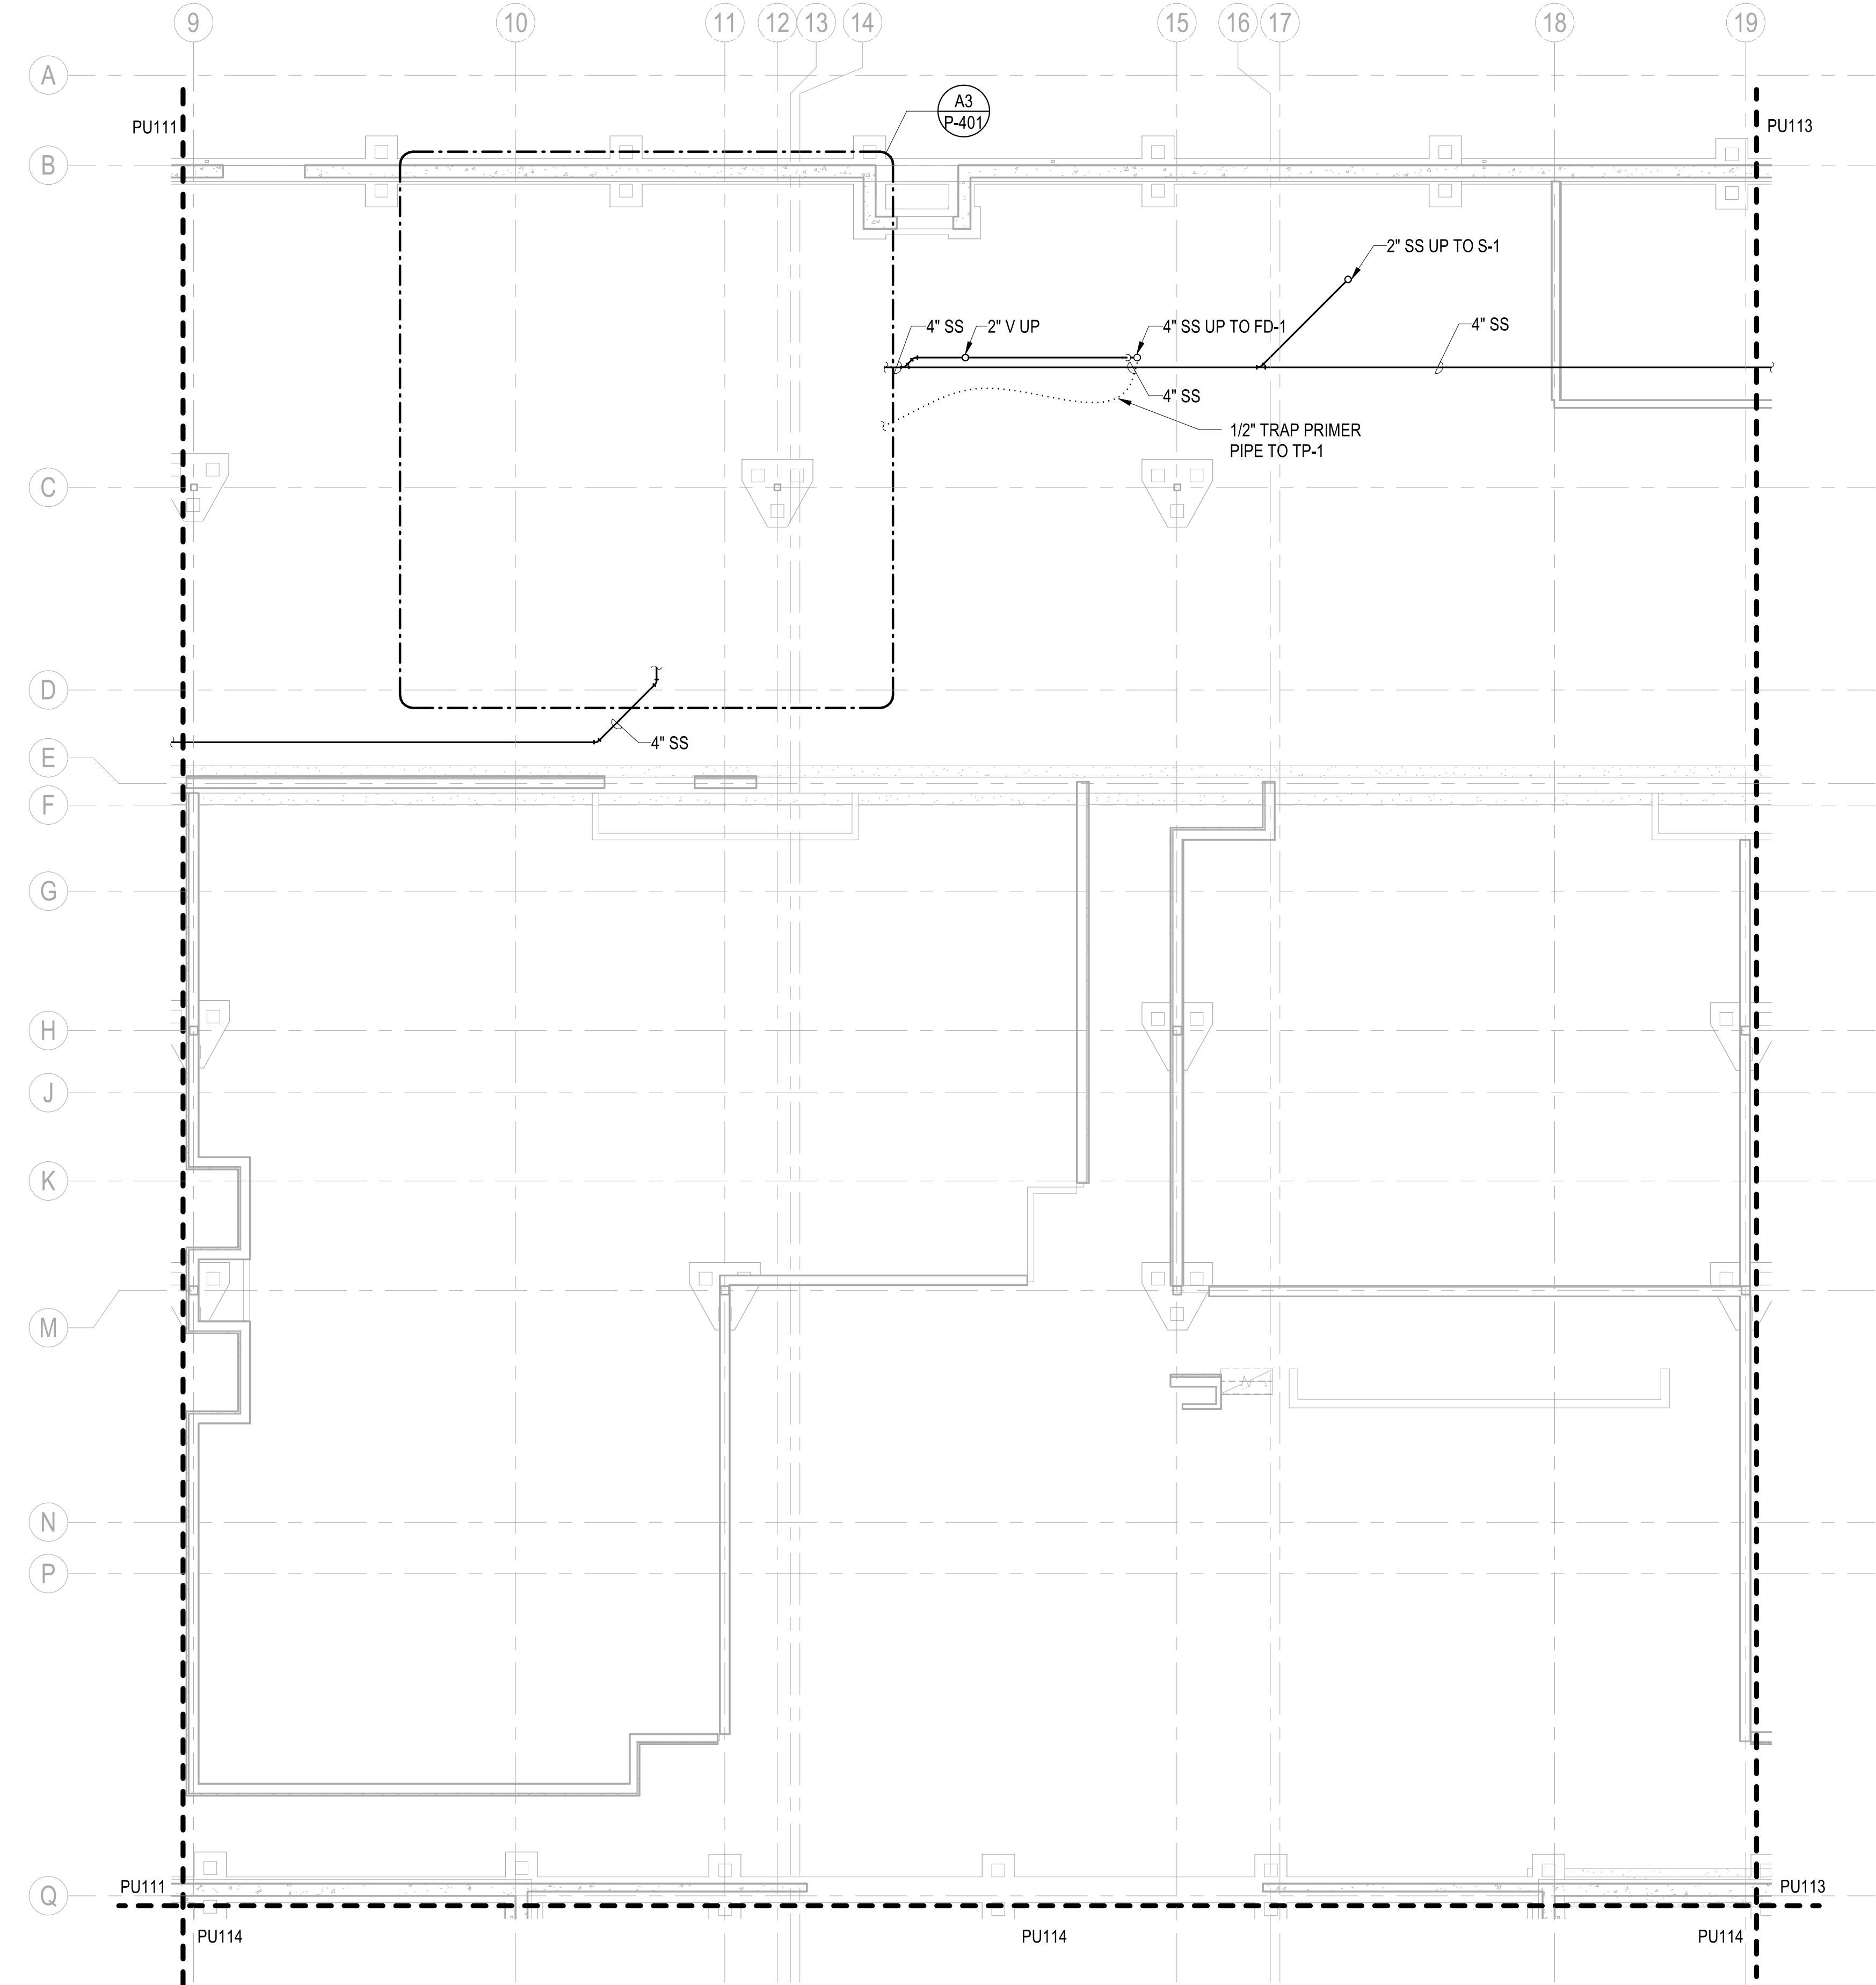 9
10
11
12
13
14
15
16
17
18
19
A
A3
P-401
PU111
PU113
B
2" SS UP TO S-1
4" SS
2" V UP
4" SS UP TO FD-1
4" SS
4" SS
1/2" TRAP PRIMER
PIPE TO TP-1
C
D
4" SS
E
F
G
H
J
K
M
N
P
PU111
PU113
Q
PU114
PU114
PU114